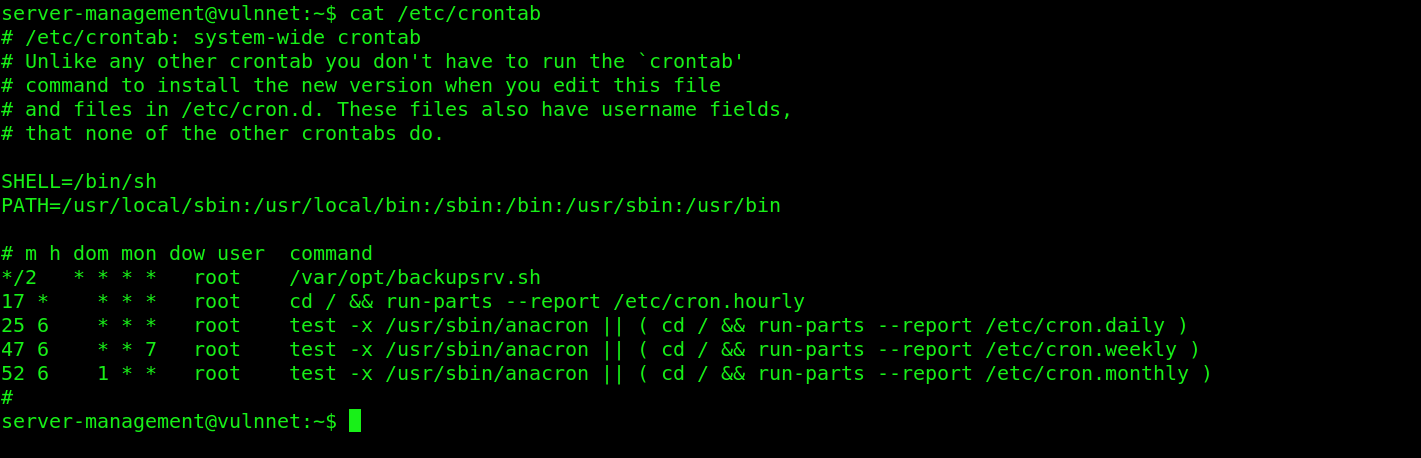 server-management@vulnnet:~$ cat /etc/crontab
# /etc/crontab: system-wide crontab
# Unlike any other crontab you don't have to run the `crontab'
# command to install the new version when you edit this file
# and files in /etc/cron.d. These files also have username fields,
# that none of the other crontabs do.

SHELL=/bin/sh
PATH=/usr/local/sbin:/usr/local/bin:/sbin:/bin:/usr/sbin:/usr/bin

# m h dom mon dow user  command
*/2   * * * *   root    /var/opt/backupsrv.sh
17 *    * * *   root    cd / && run-parts --report /etc/cron.hourly
25 6    * * *   root    test -x /usr/sbin/anacron || ( cd / && run-parts --report /etc/cron.daily )
47 6    * * 7   root    test -x /usr/sbin/anacron || ( cd / && run-parts --report /etc/cron.weekly )
52 6    1 * *   root    test -x /usr/sbin/anacron || ( cd / && run-parts --report /etc/cron.monthly )
#
server-management@vulnnet:~$